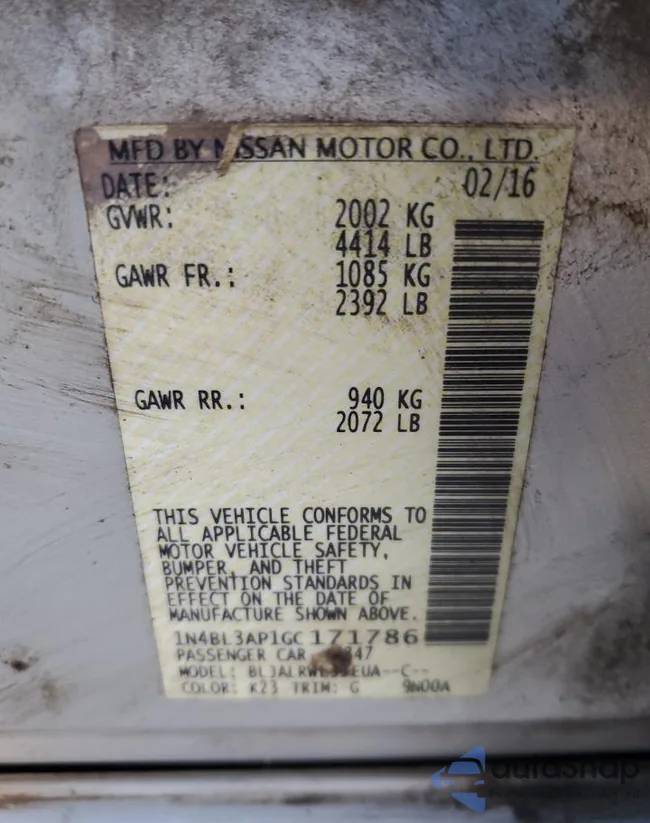 MFD BY NISSAN MOTOR CO., LTD.
DATE: 02/16
GVWR: 2002 KG
4414 LB
GAWR FR.: 1085 KG
2392 LB
GAWR RR.: 940 KG
2072 LB
THIS VEHICLE CONFORMS TO
ALL APPLICABLE FEDERAL
MOTOR VEHICLE SAFETY,
BUMPER, AND THEFT
PREVENTION STANDARDS IN
EFFECT ON THE DATE OF
MANUFACTURE SHOWN ABOVE.
1N4BL3AP1GC171786
PASSENGER CAR
MODEL:
COLOR: K23 TRIM: G 9N00A
autoSnap